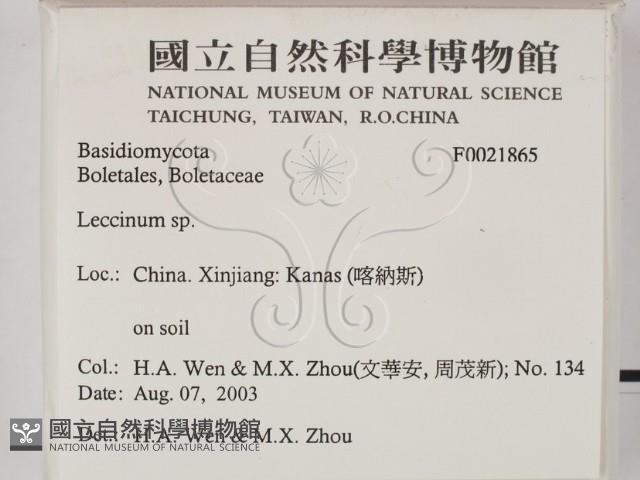 國立自然科學博物館
NATIONAL MUSEUM OF NATURAL SCIENCE
TAICHUNG, TAIWAN, R.O.CHINA
Basidiomycota F0021865
Boletales, Boletaceae
Leccinum sp.
Loc.: China. Xinjiang: Kanas (喀納斯)
on soil
Col.: H.A. Wen & M.X. Zhou(文華安, 周茂新); No. 134
Date: Aug. 07, 2003
Det.: H.A. Wen & M.X. Zhou
國立自然科學博物館
NATIONAL MUSEUM OF NATURAL SCIENCE